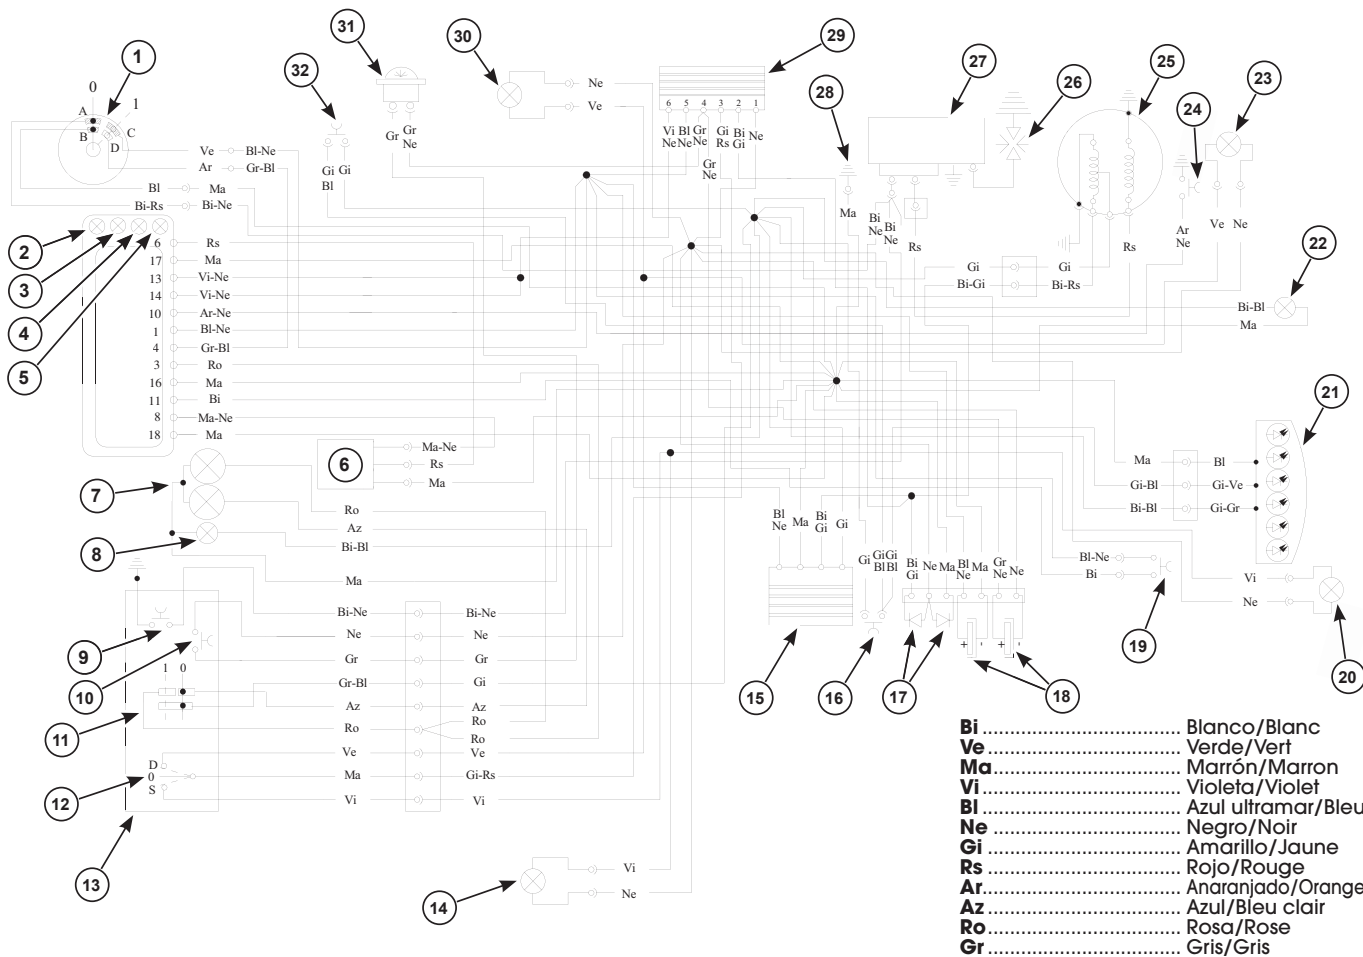 31
30
29
32
0
1
1
A
B
C
D
27
26
25
23
28
24
Ne
Ve
6 5 4 3 2 1
Vi Ne
Bl Ne
Gr Ne
Gi Rs
Bi Gi
Ne
Gr
Gr Ne
Gr Ne
Gi Bl
Gi
Ve Bl-Ne
Ar Gr-Bl
Bl Ma
Bi-Rs Bi-Ne
Ma
Bi Ne
Bi Ne
Rs
Rs
Ar Ne
Ve
Ne
Gi Gi
Bi-Gi Bi-Rs
22
Bi-Bl
Ma
2
3
4
5
6 Rs
17 Ma
13 Vi-Ne
14 Vi-Ne
10 Ar-Ne
1 Bl-Ne
4 Gr-Bl
3 Ro
16 Ma
11 Bi
8 Ma-Ne
18 Ma
6
Ma-Ne
Rs
Ma
21
Ma Bl
Gi-Bl Gi-Ve
Bi-Bl Gi-Gr
7
8
Ro
Az
Bi-Bl
Ma
Bl Ne
Ma
Bi Gi
Gi
Gi
Gi Bl
Gi Bl
Bi Gi
Ne
Ma
Bl Ne
Ma
Gr Ne
Ne
+ -
+ -
Bl-Ne
Bi
19
Vi
Ne
20
9
10
1 0
11
D
0
S
12
13
Bi-Ne Bi-Ne
Ne Ne
Gr Gr
Gr-Bl Gi
Az Az
Ro Ro
Ro
Ve Ve
Ma Gi-Rs
Vi Vi
15
16
17
18
14
Vi
Ne
Bi .................................. Blanco/Blanc
Ve .................................. Verde/Vert
Ma .................................. Marrón/Marron
Vi .................................. Violeta/Violet
Bl .................................. Azul ultramar/Bleu
Ne .................................. Negro/Noir
Gi .................................. Amarillo/Jaune
Rs .................................. Rojo/Rouge
Ar .................................. Anaranjado/Orange
Az .................................. Azul/Bleu clair
Ro .................................. Rosa/Rose
Gr .................................. Gris/Gris